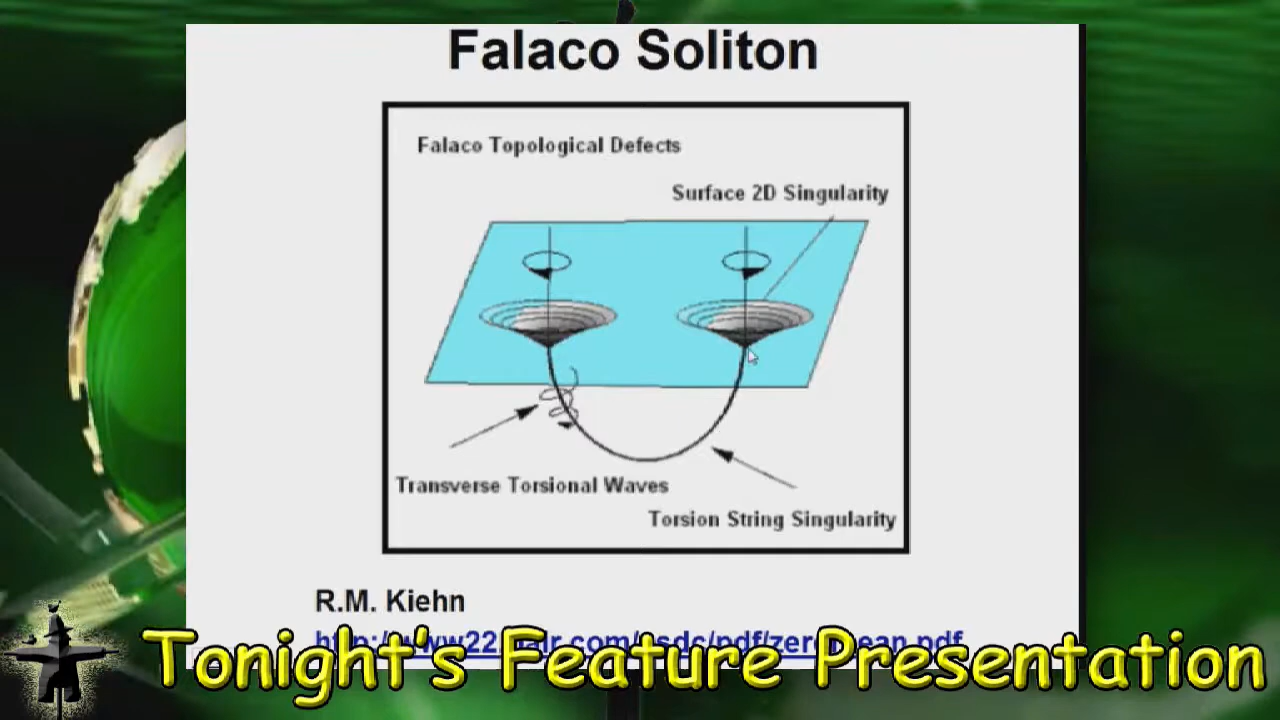 Falaco Soliton
Falaco Topological Defects
Surface 2D Singularity
Transverse Torsional Waves
Torsion String Singularity
R.M. Kiehn
Tonight's Feature Presentation